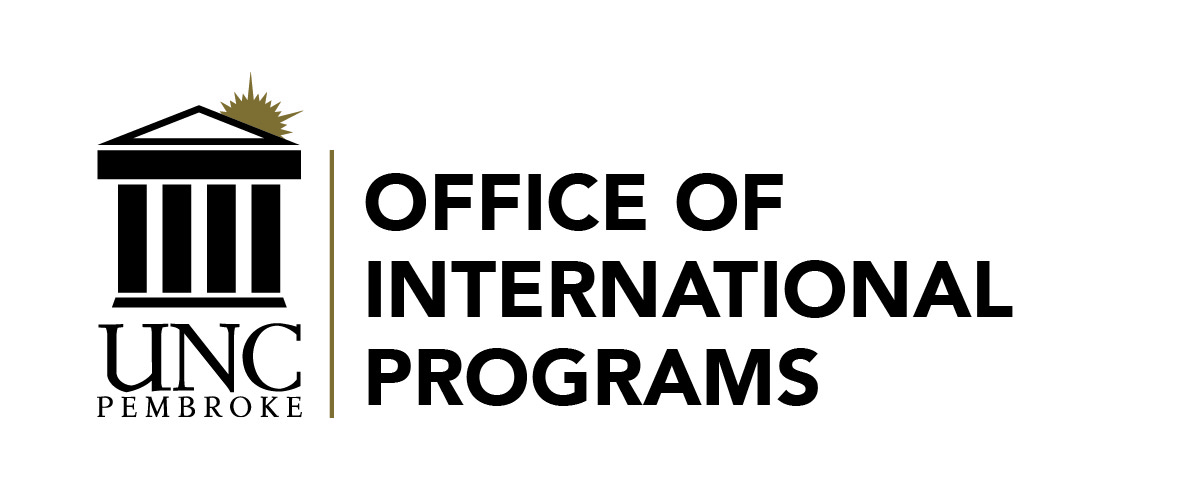 UNC
PEMBROKE
OFFICE OF
INTERNATIONAL
PROGRAMS